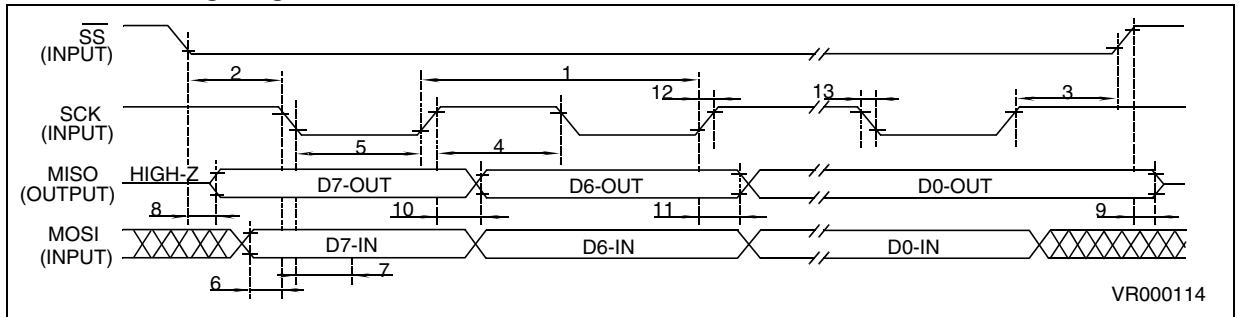 SS
(INPUT)
2
1
12
13
3
SCK
(INPUT)
5
4
MISO
(OUTPUT)
HIGH-Z
D7-OUT
D6-OUT
D0-OUT
8
10
11
9
MOSI
(INPUT)
D7-IN
D6-IN
D0-IN
7
6
VR000114